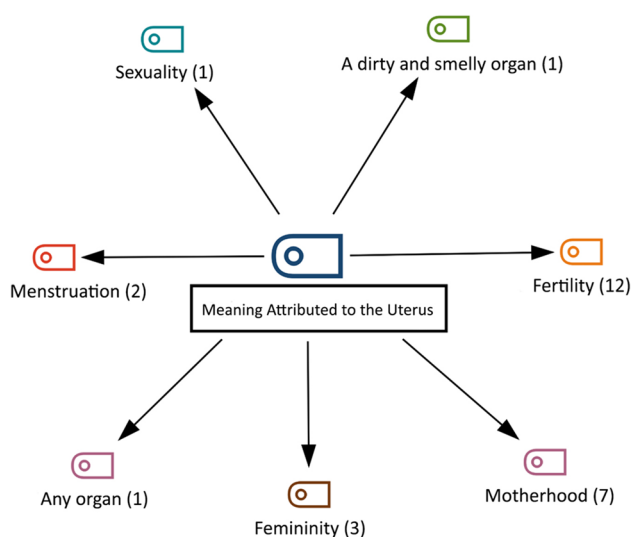 Sexuality (1)
A dirty and smelly organ (1)
Menstruation (2)
Fertility (12)
Meaning Attributed to the Uterus
Any organ (1)
Motherhood (7)
Femininity (3)